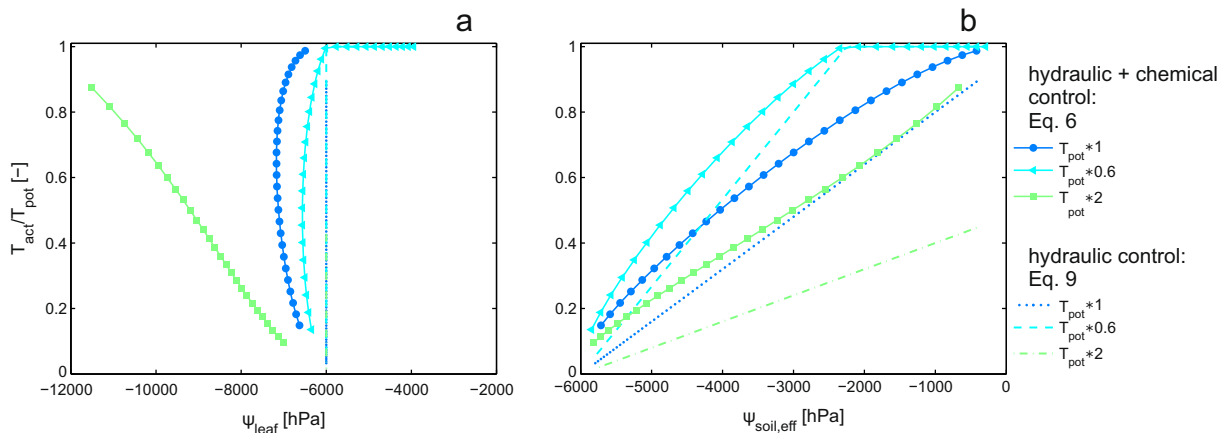 a
b
1
0.8
0.6
0.4
0.2
0
T_act/T_pot [−]
−12000 −10000 −8000 −6000 −4000 −2000
ψ_leaf [hPa]
1
0.8
0.6
0.4
0.2
0
−6000 −5000 −4000 −3000 −2000 −1000 0
ψ_soil,eff [hPa]
hydraulic + chemical
control:
Eq. 6
T_pot*1
T_pot*0.6
T_pot*2
hydraulic control:
Eq. 9
T_pot*1
T_pot*0.6
T_pot*2